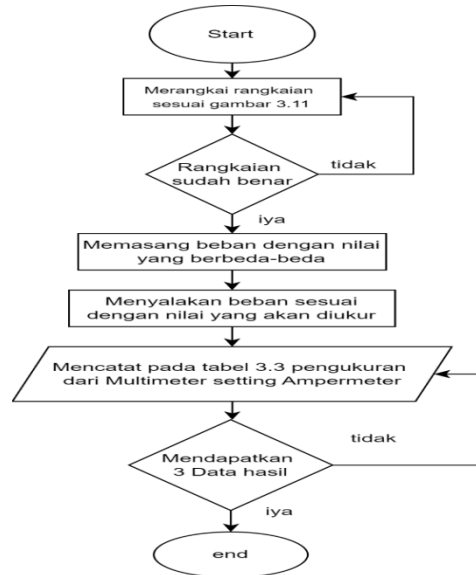 Start
Merangkai rangkaian
sesuai gambar 3.11
Rangkaian
sudah benar
tidak
iya
Memasang beban dengan nilai
yang berbeda-beda
Menyalakan beban sesuai
dengan nilai yang akan diukur
Mencatat pada tabel 3.3 pengukuran
dari Multimeter setting Ampermeter
tidak
Mendapatkan
3 Data hasil
iya
end